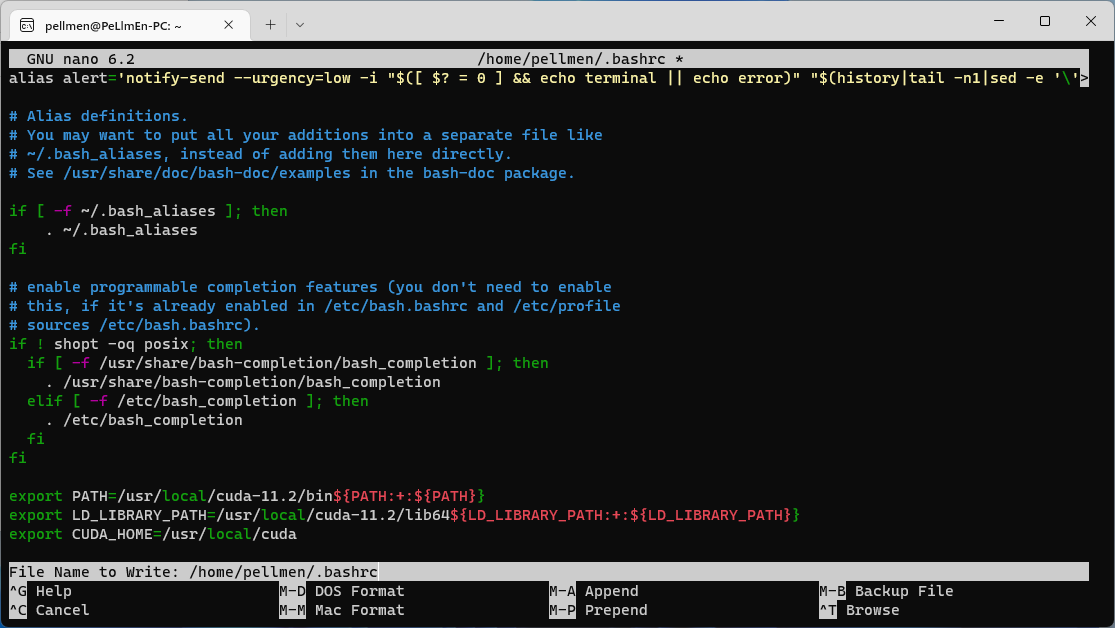 pellmen@PeLlmEn-PC: ~
GNU nano 6.2 /home/pellmen/.bashrc *
alias alert='notify-send --urgency=low -i "$([ $? = 0 ] && echo terminal || echo error)" "$(history|tail -n1|sed -e '\'>
# Alias definitions.
# You may want to put all your additions into a separate file like
# ~/.bash_aliases, instead of adding them here directly.
# See /usr/share/doc/bash-doc/examples in the bash-doc package.
if [ -f ~/.bash_aliases ]; then
    . ~/.bash_aliases
fi
# enable programmable completion features (you don't need to enable
# this, if it's already enabled in /etc/bash.bashrc and /etc/profile
# sources /etc/bash.bashrc).
if ! shopt -oq posix; then
  if [ -f /usr/share/bash-completion/bash_completion ]; then
    . /usr/share/bash-completion/bash_completion
  elif [ -f /etc/bash_completion ]; then
    . /etc/bash_completion
  fi
fi
export PATH=/usr/local/cuda-11.2/bin${PATH:+:${PATH}}
export LD_LIBRARY_PATH=/usr/local/cuda-11.2/lib64${LD_LIBRARY_PATH:+:${LD_LIBRARY_PATH}}
export CUDA_HOME=/usr/local/cuda
File Name to Write: /home/pellmen/.bashrc
^G Help M-D DOS Format M-A Append M-B Backup File
^C Cancel M-M Mac Format M-P Prepend ^T Browse